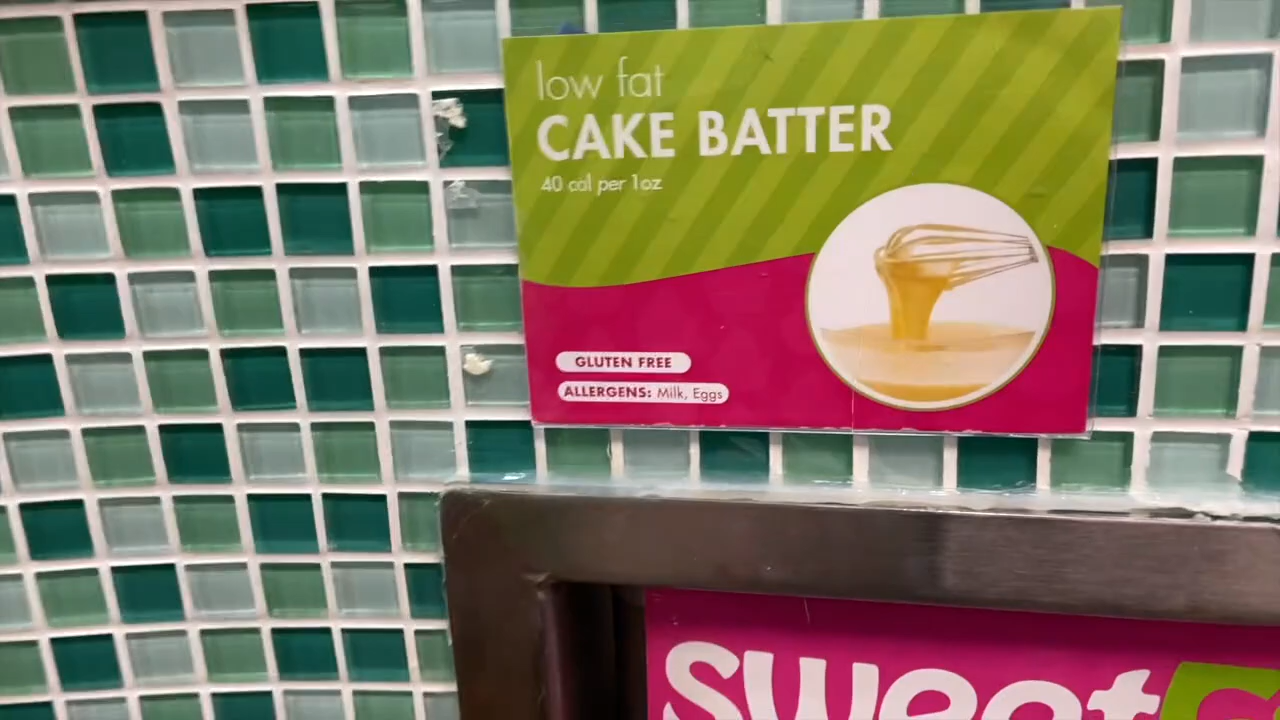 low fat
CAKE BATTER
40 cal per 1oz
GLUTEN FREE
ALLERGENS: Milk, Eggs
sweet